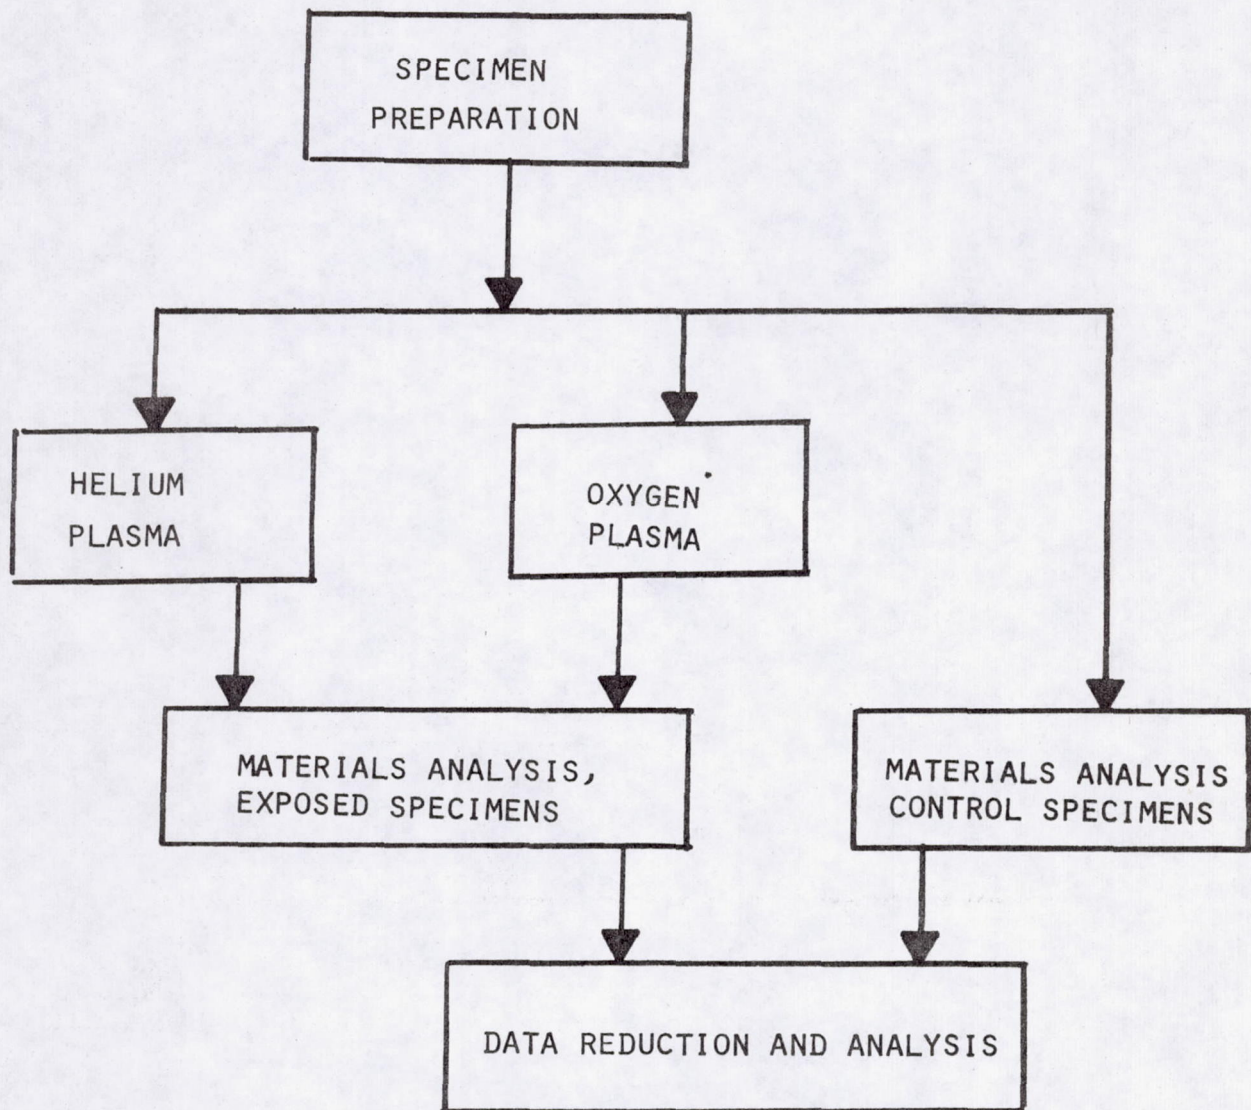 SPECIMEN
PREPARATION
HELIUM
PLASMA
OXYGEN
PLASMA
MATERIALS ANALYSIS,
EXPOSED SPECIMENS
MATERIALS ANALYSIS
CONTROL SPECIMENS
DATA REDUCTION AND ANALYSIS